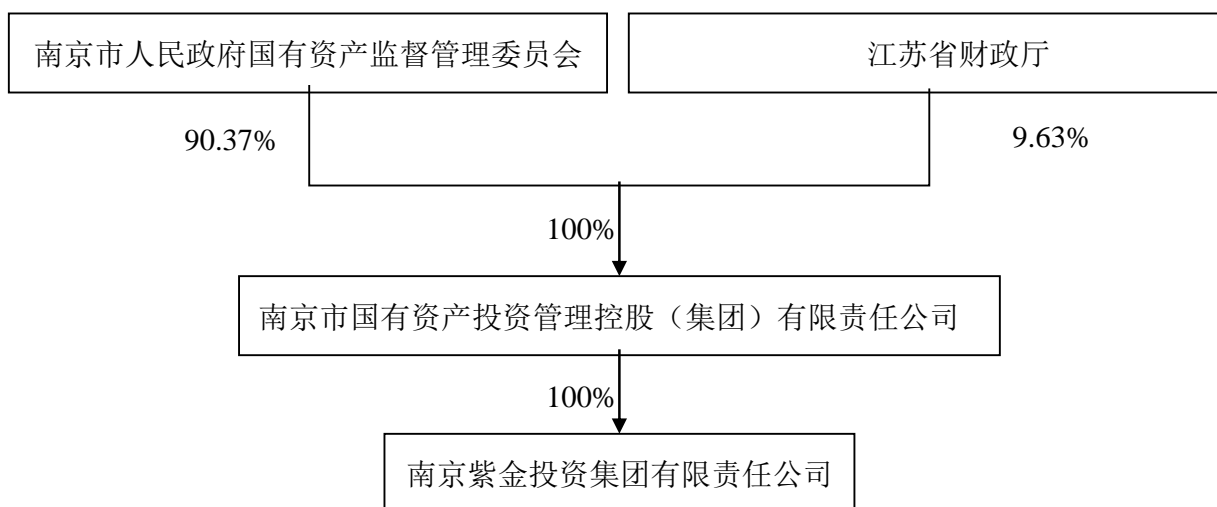 南京市人民政府国有资产监督管理委员会
江苏省财政厅
90.37%
9.63%
100%
南京市国有资产投资管理控股（集团）有限责任公司
100%
南京紫金投资集团有限责任公司